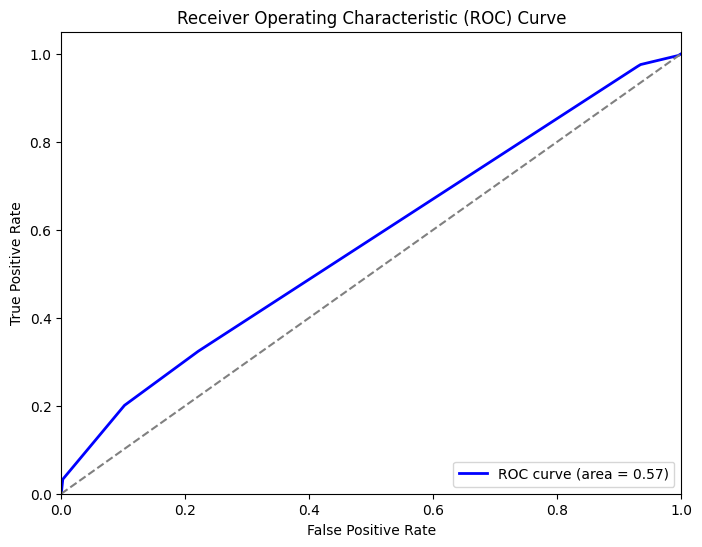 Receiver Operating Characteristic (ROC) Curve
1.0
0.8
0.6
0.4
0.2
0.0
True Positive Rate
ROC curve (area = 0.57)
0.0 0.2 0.4 0.6 0.8 1.0
False Positive Rate